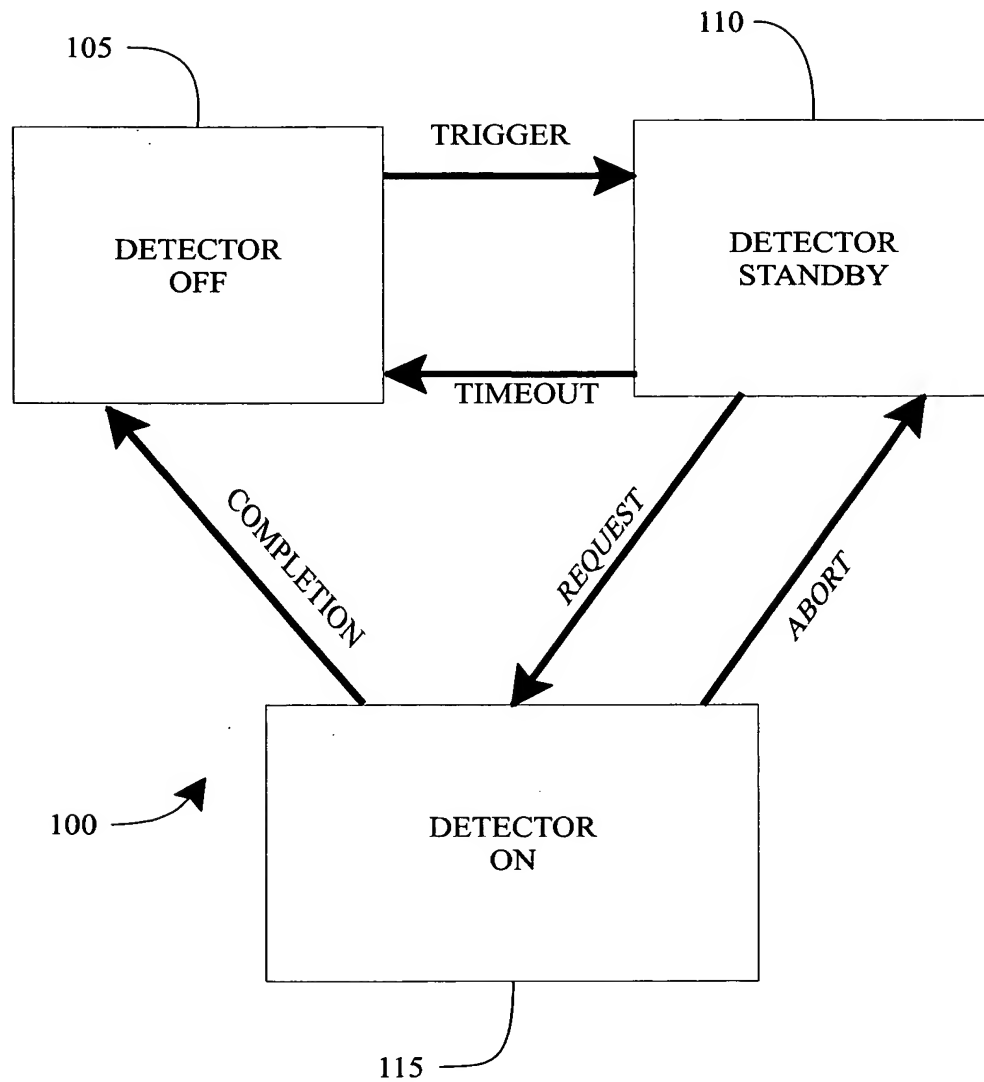 105
110
TRIGGER
DETECTOR
OFF
DETECTOR
STANDBY
TIMEOUT
COMPLETION
REQUEST
ABORT
100
DETECTOR
ON
115